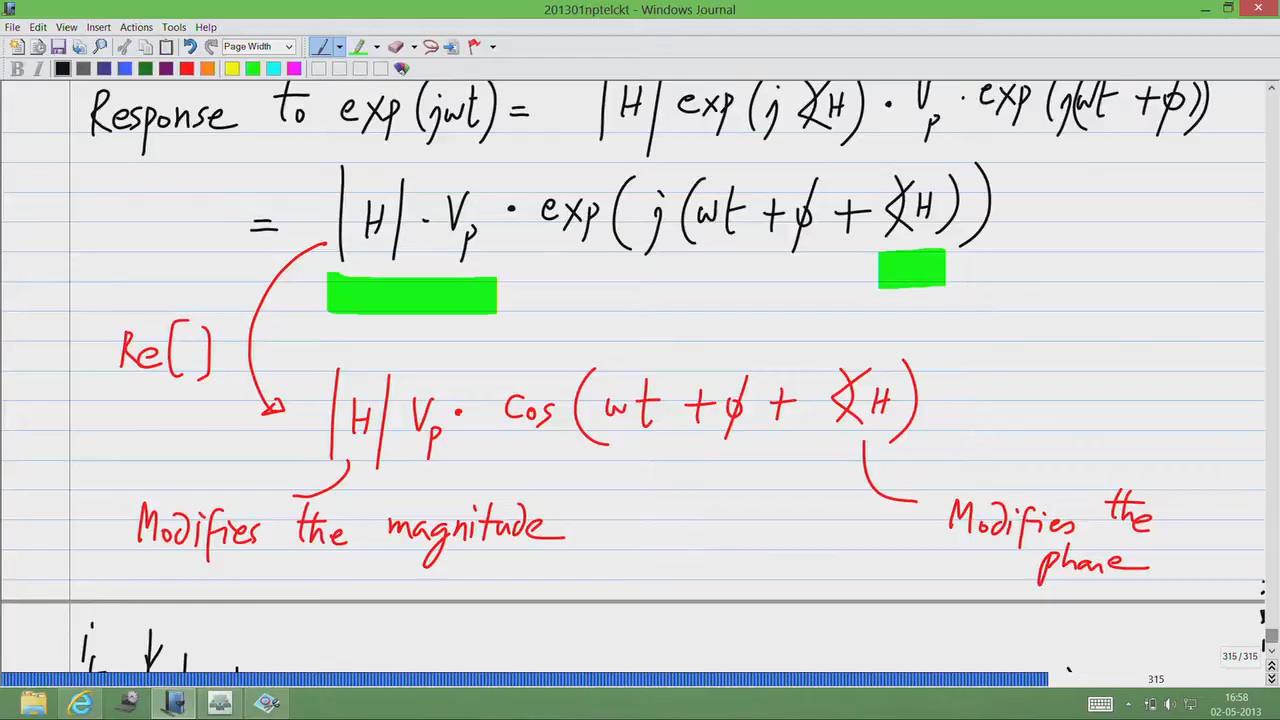 201301nptelckt - Windows Journal
File Edit View Insert Actions Tools Help
Page Width
B I
Response to exp(jωt) = |H| exp(j∠H) · Vp · exp(j(ωt + φ))
= |H| · Vp · exp(j(ωt + φ + ∠H))
Re[ ]
|H| Vp · cos(ωt + φ + ∠H)
Modifies the magnitude
Modifies the
phase
315/315
315
16:58
02-05-2013